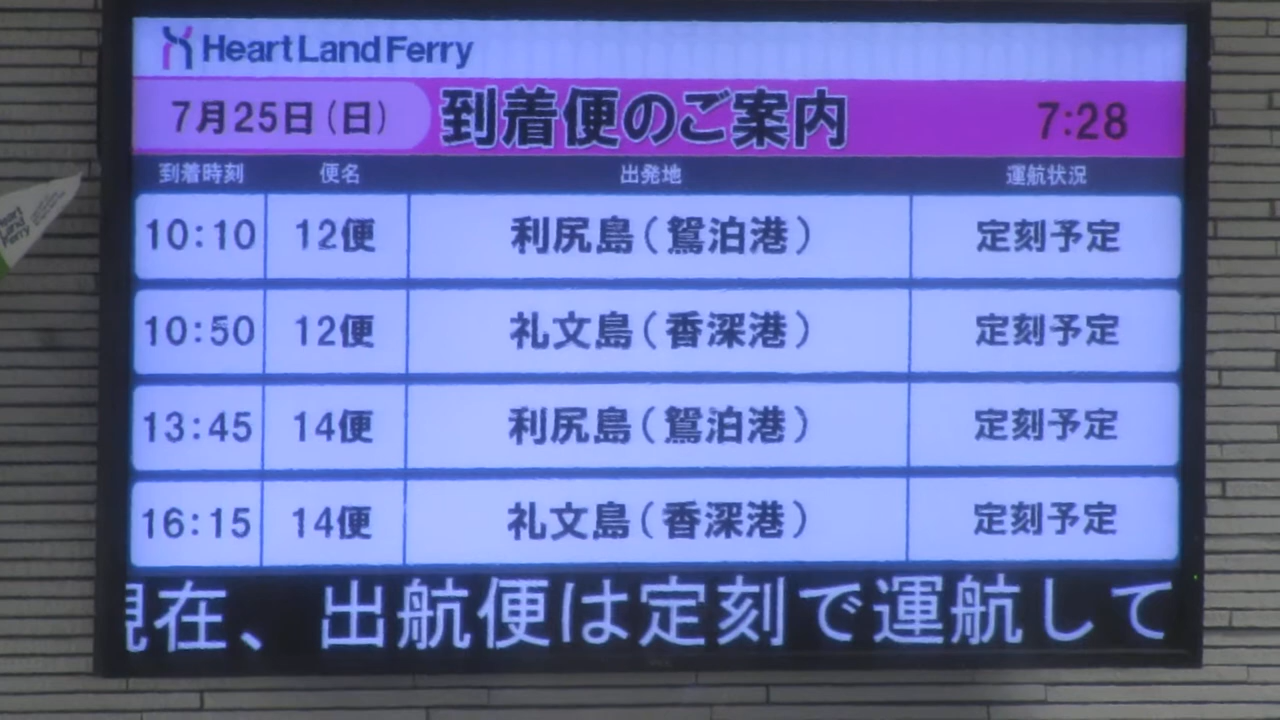 Heart Land Ferry
7月25日(日) 到着便のご案内 7:28
到着時刻 便名 出発地 運航状況
10:10 12便 利尻島(鴛泊港) 定刻予定
10:50 12便 礼文島(香深港) 定刻予定
13:45 14便 利尻島(鴛泊港) 定刻予定
16:15 14便 礼文島(香深港) 定刻予定
現在、出航便は定刻で運航して
Heart
Land
Ferry